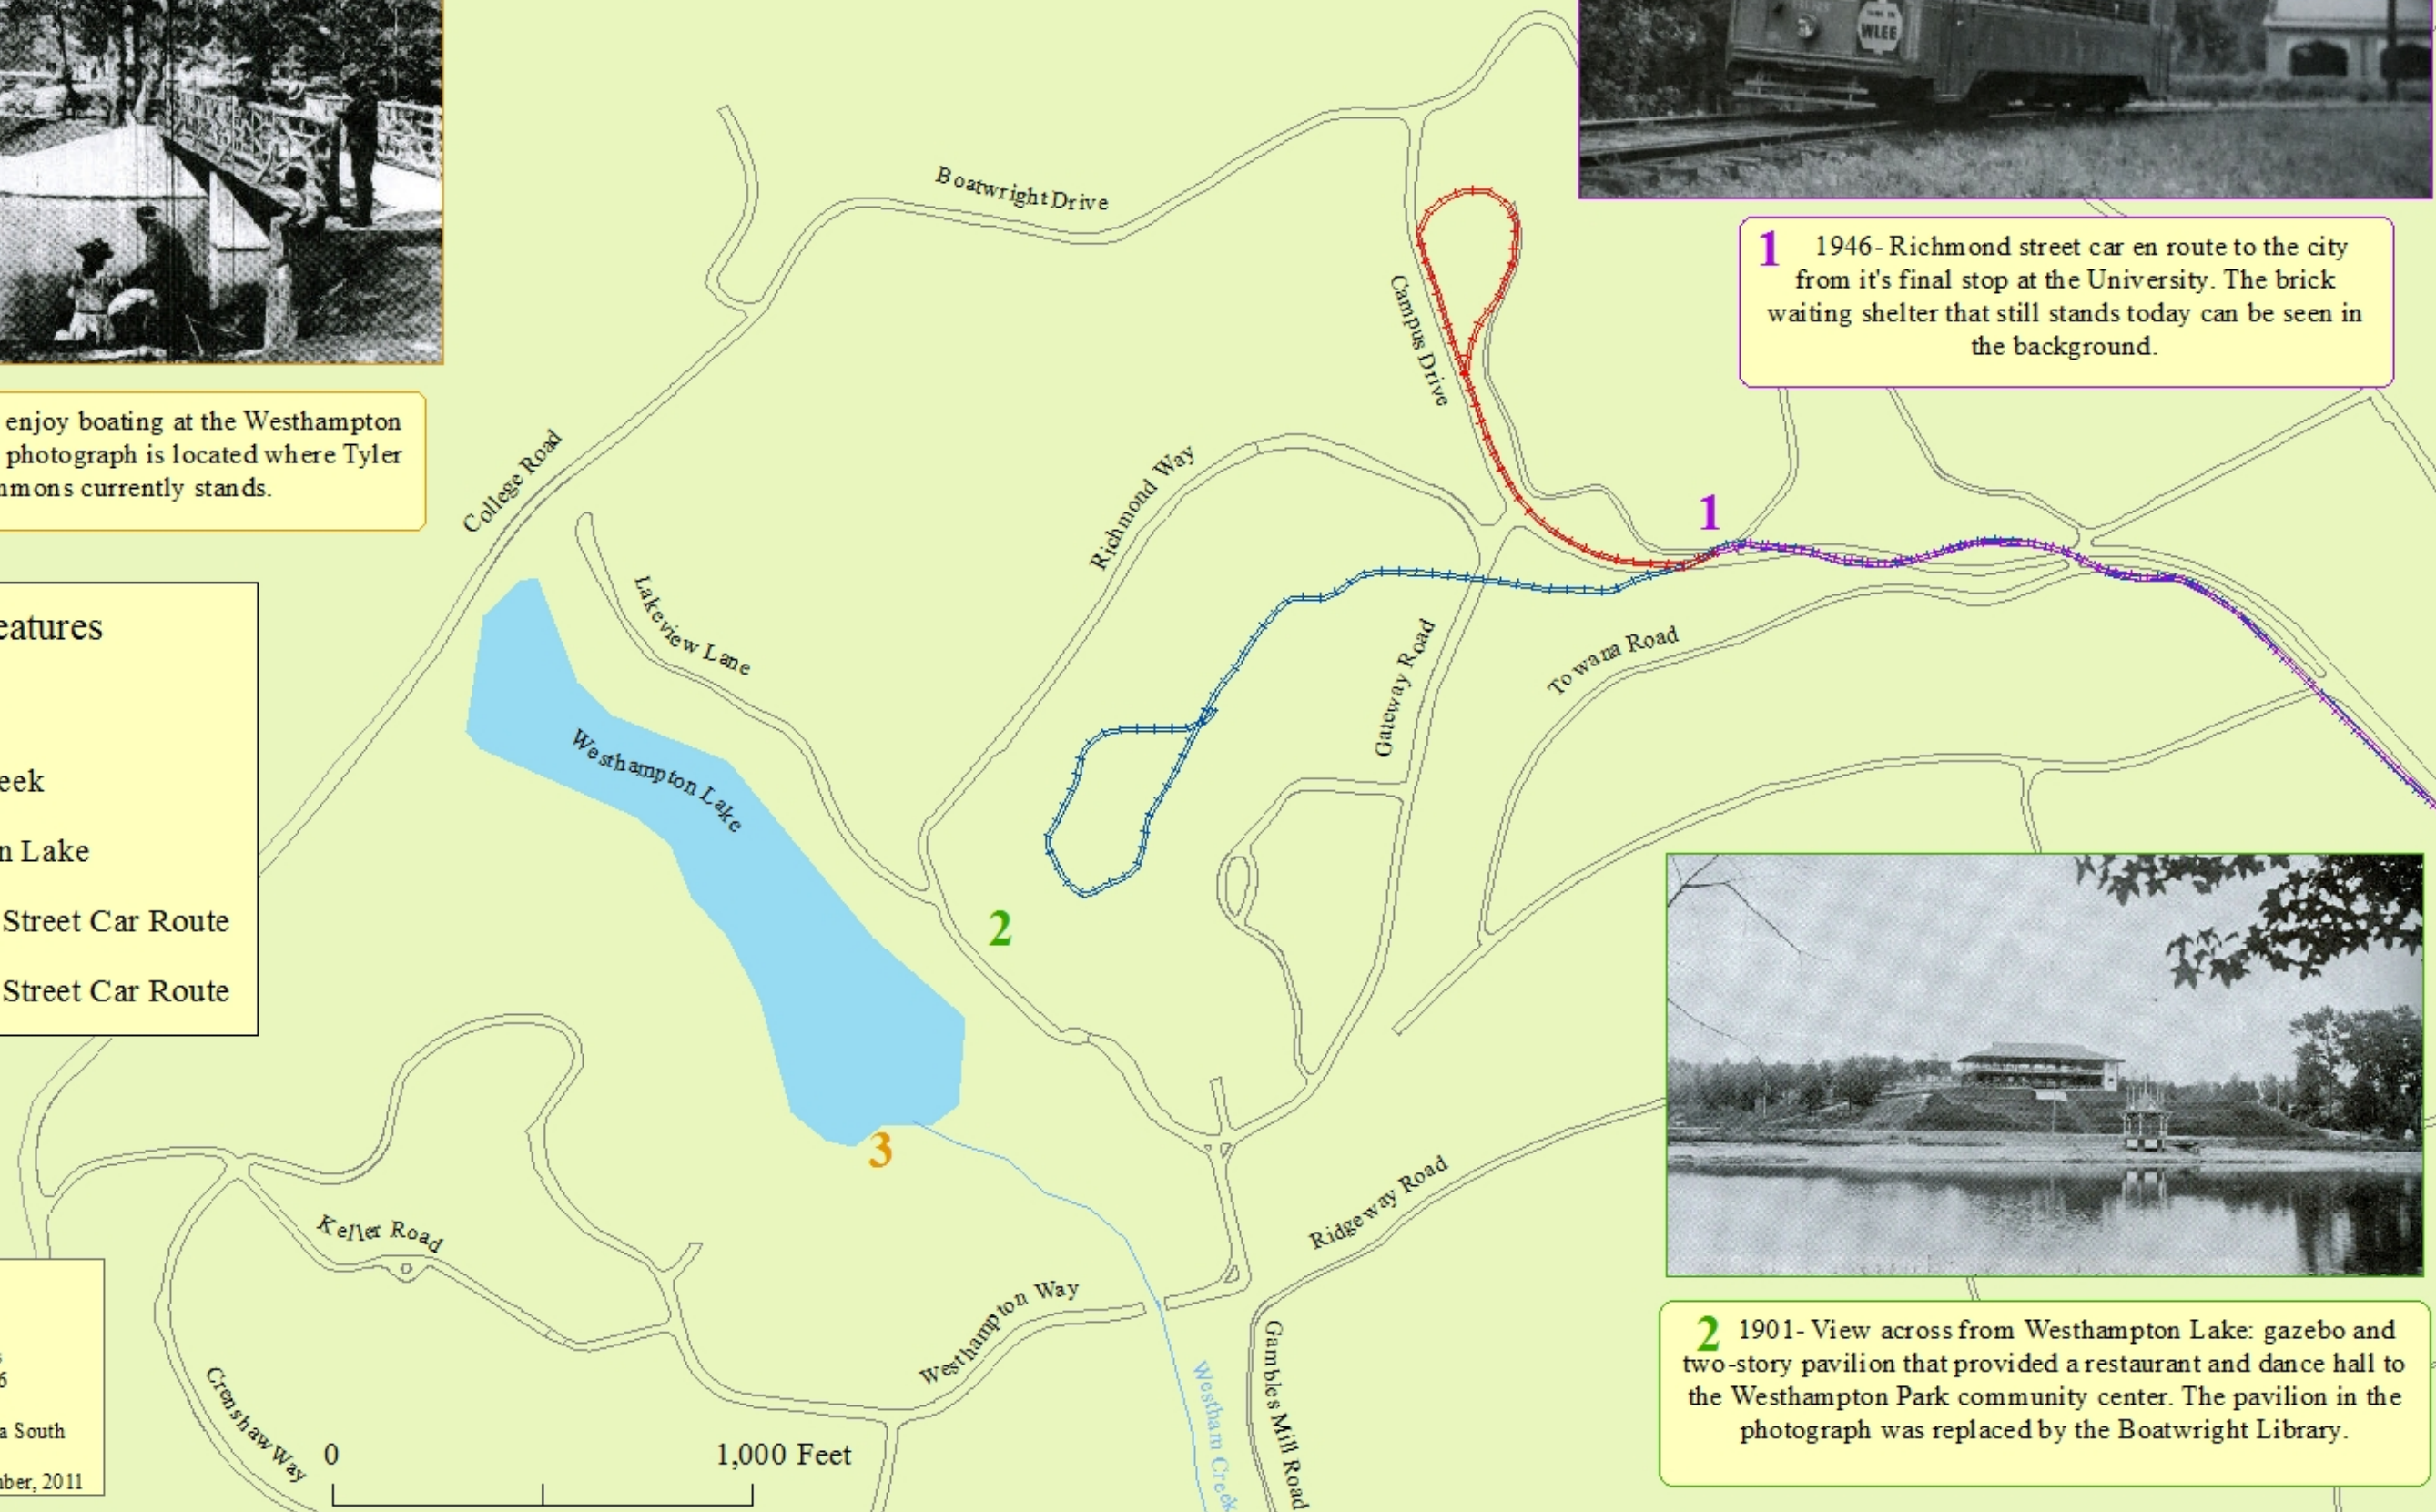 WLEE
1 1946- Richmond street car en route to the city
from it's final stop at the University. The brick
waiting shelter that still stands today can be seen in
the background.
Boatwright Drive
Campus Drive
enjoy boating at the Westhampton
photograph is located where Tyler
mmons currently stands.
College Road
Richmond Way
1
Lakeview Lane
Gateway Road
Towana Road
eatures
eek
n Lake
Street Car Route
Street Car Route
Westhampton Lake
2
3
Keller Road
Ridgeway Road
Westhampton Way
Crenshaw Way
Gambles Mill Road
Westham Creek
6
a South
nber, 2011
0 1,000 Feet
2 1901- View across from Westhampton Lake: gazebo and
two-story pavilion that provided a restaurant and dance hall to
the Westhampton Park community center. The pavilion in the
photograph was replaced by the Boatwright Library.